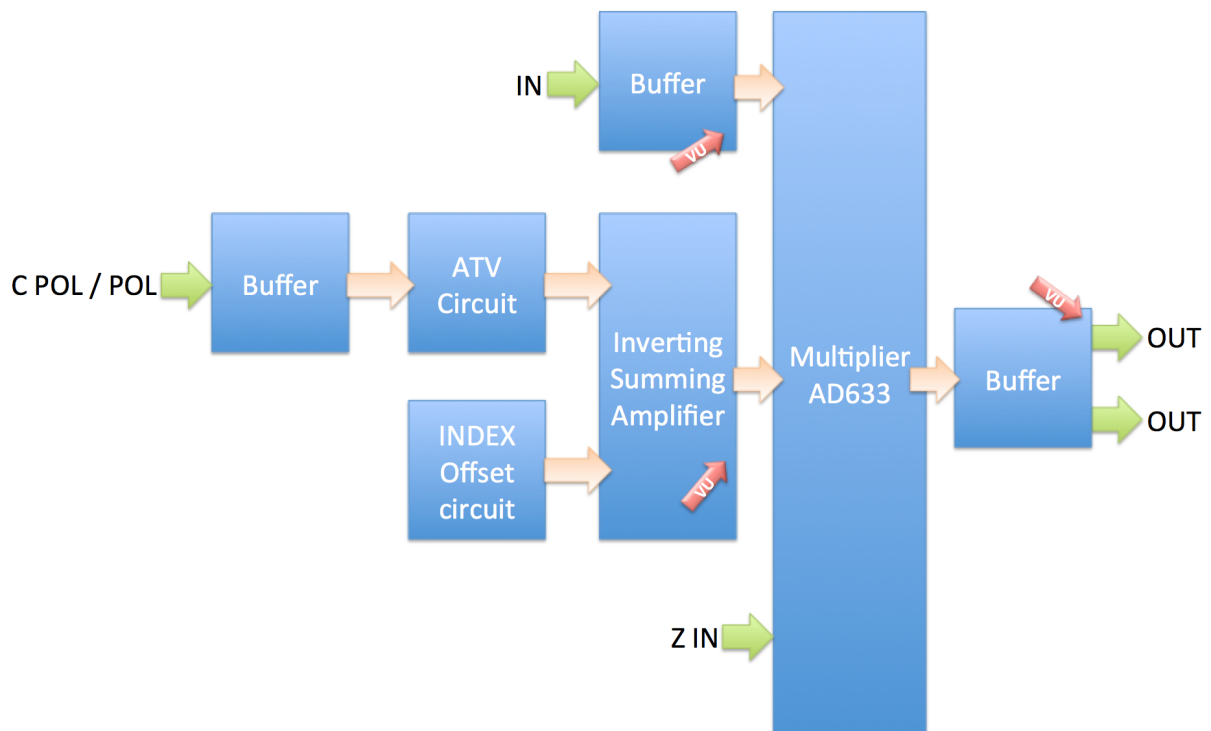 IN
Buffer
VU
C POL / POL
Buffer
ATV
Circuit
Inverting
Summing
Amplifier
VU
INDEX
Offset
circuit
Multiplier
AD633
Z IN
VU
Buffer
OUT
OUT